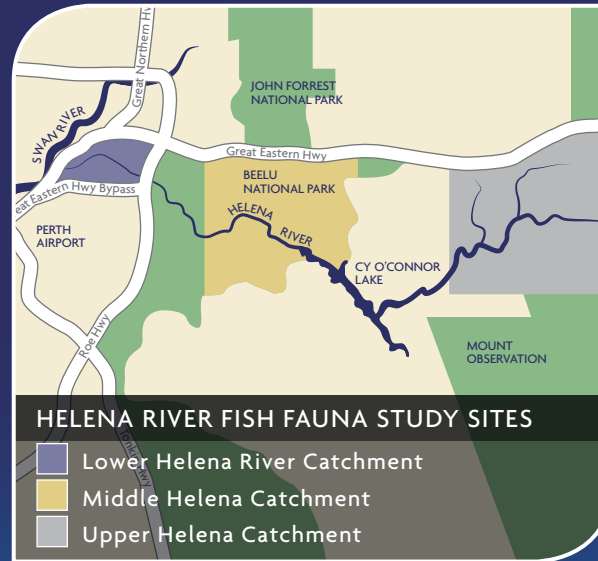 Great Northern Hwy
JOHN FORREST
NATIONAL PARK
SWAN RIVER
Great Eastern Hwy
Great Eastern Hwy Bypass
BEELU
NATIONAL PARK
HELENA RIVER
PERTH
AIRPORT
CY O'CONNOR
LAKE
Roe Hwy
MOUNT
OBSERVATION
Tonkin Hwy
HELENA RIVER FISH FAUNA STUDY SITES
Lower Helena River Catchment
Middle Helena Catchment
Upper Helena Catchment